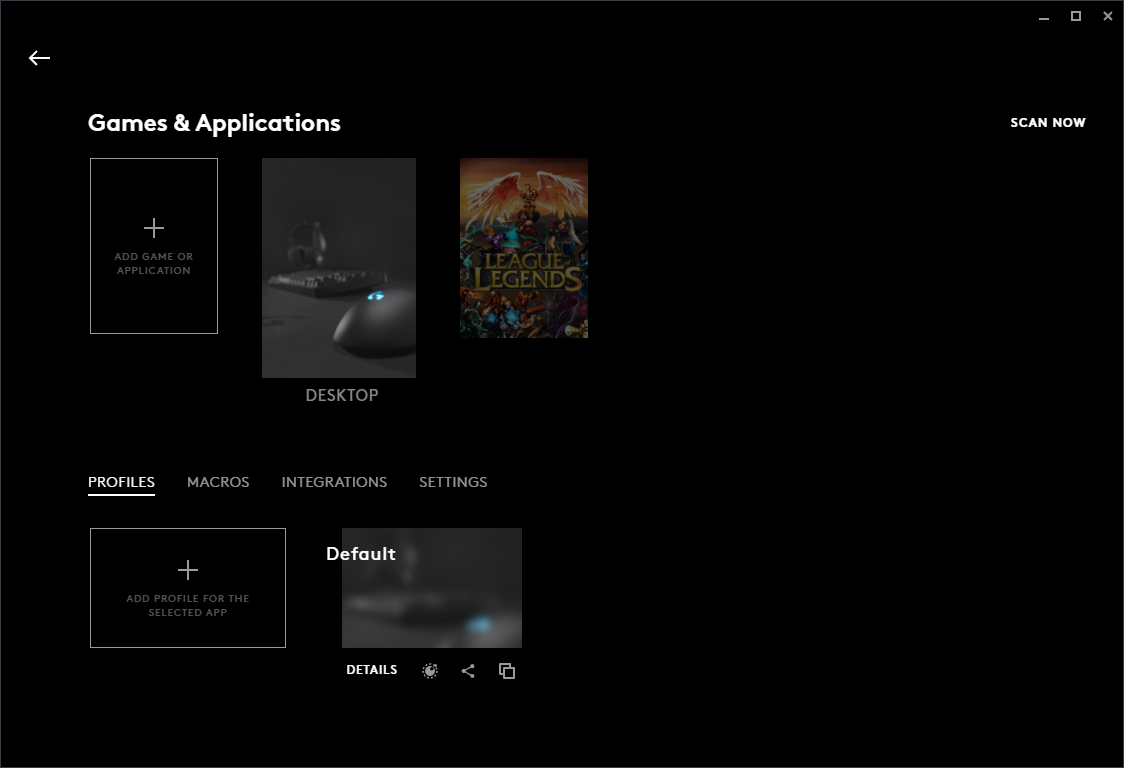 Games & Applications
SCAN NOW
ADD GAME OR
APPLICATION
LEAGUE
LEGENDS
DESKTOP
PROFILES
MACROS
INTEGRATIONS
SETTINGS
ADD PROFILE FOR THE
SELECTED APP
Default
DETAILS